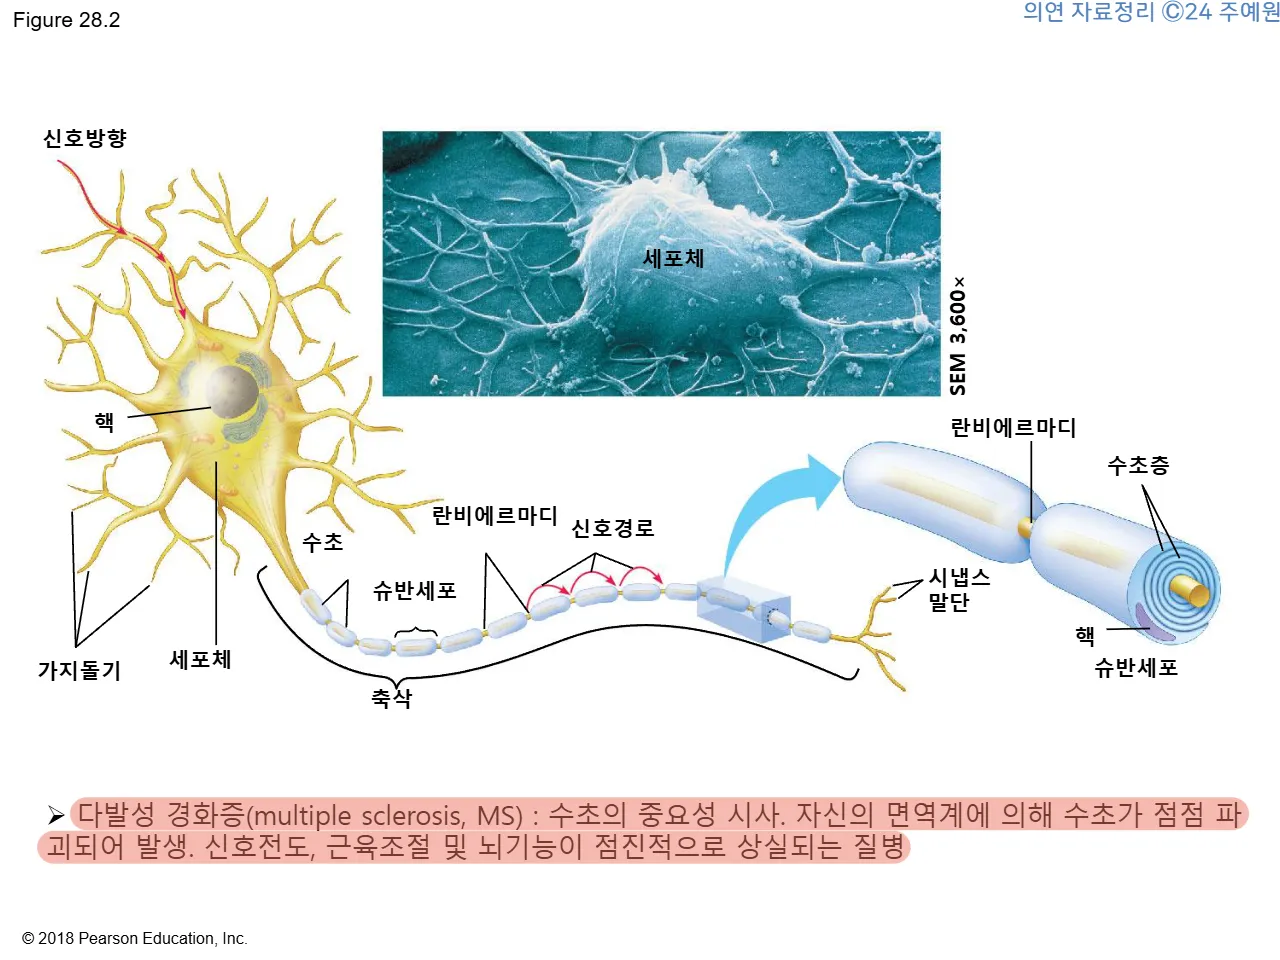 Figure 28.2
의연 자료정리 Ⓒ24 주예원
신호방향
세포체
SEM 3,600×
핵
란비에르마디
수초층
란비에르마디
신호경로
수초
슈반세포
시냅스
말단
핵
슈반세포
가지돌기
세포체
축삭
➢ 다발성 경화증(multiple sclerosis, MS) : 수초의 중요성 시사. 자신의 면역계에 의해 수초가 점점 파
괴되어 발생. 신호전도, 근육조절 및 뇌기능이 점진적으로 상실되는 질병
© 2018 Pearson Education, Inc.